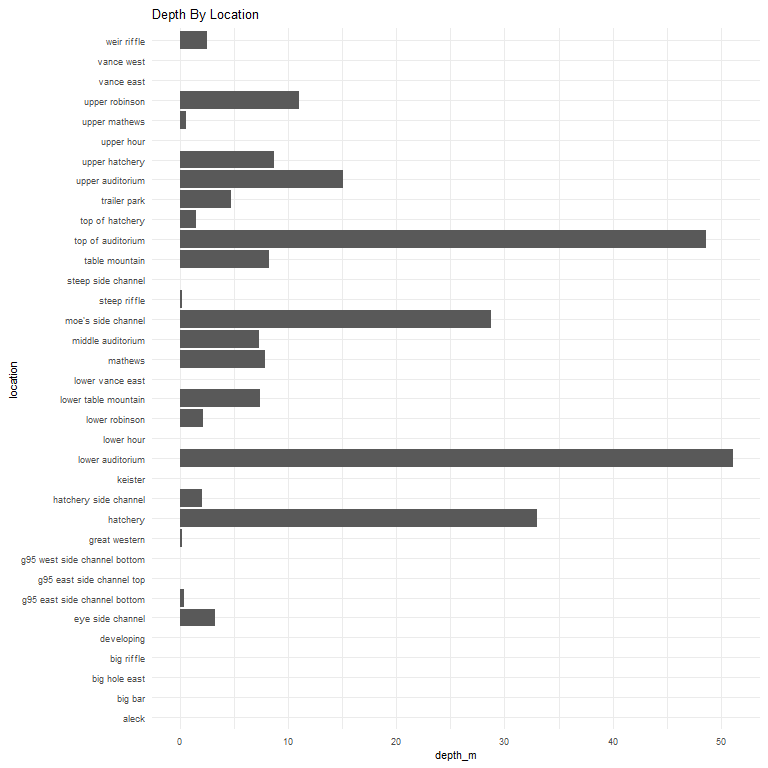 Depth By Location
weir riffle
vance west
vance east
upper robinson
upper mathews
upper hour
upper hatchery
upper auditorium
trailer park
top of hatchery
top of auditorium
table mountain
steep side channel
steep riffle
moe's side channel
middle auditorium
mathews
lower vance east
lower table mountain
lower robinson
lower hour
lower auditorium
keister
hatchery side channel
hatchery
great western
g95 west side channel bottom
g95 east side channel top
g95 east side channel bottom
eye side channel
developing
big riffle
big hole east
big bar
aleck
location
0 10 20 30 40 50
depth_m